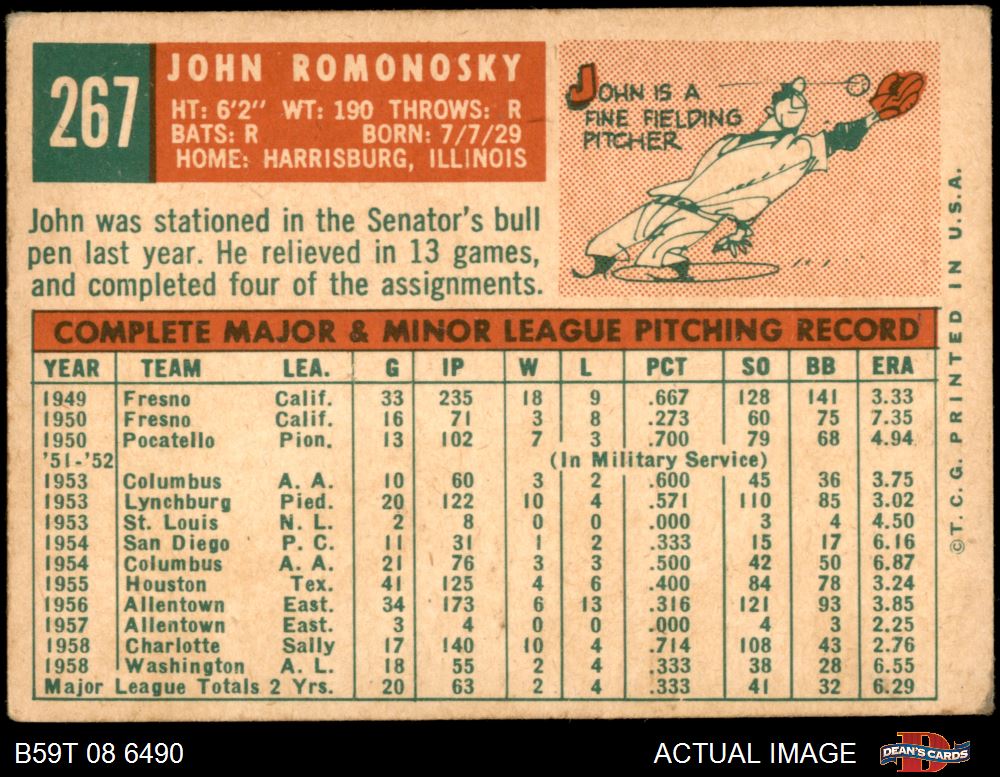 267
JOHN ROMONOSKY
HT: 6'2" WT: 190 THROWS: R
BATS: R BORN: 7/7/29
HOME: HARRISBURG, ILLINOIS
JOHN IS A
FINE FIELDING
PITCHER
John was stationed in the Senator's bull
pen last year. He relieved in 13 games,
and completed four of the assignments.
COMPLETE MAJOR & MINOR LEAGUE PITCHING RECORD
YEAR TEAM LEA. G IP W L PCT SO BB ERA
1949 Fresno Calif. 33 235 18 9 .667 128 141 3.33
1950 Fresno Calif. 16 71 3 8 .273 60 75 7.35
1950 Pocatello Pion. 13 102 7 3 .700 79 68 4.94
'51-'52 (In Military Service)
1953 Columbus A. A. 10 60 3 2 .600 45 36 3.75
1953 Lynchburg Pied. 20 122 10 4 .571 110 85 3.02
1953 St. Louis N. L. 2 8 0 0 .000 3 4 4.50
1954 San Diego P. C. 11 31 1 2 .333 15 17 6.16
1954 Columbus A. A. 21 76 3 3 .500 42 50 6.87
1955 Houston Tex. 41 125 4 6 .400 84 78 3.24
1956 Allentown East. 34 173 6 13 .316 121 93 3.85
1957 Allentown East. 3 4 0 0 .000 4 3 2.25
1958 Charlotte Sally 17 140 10 4 .714 108 43 2.76
1958 Washington A. L. 18 55 2 4 .333 38 28 6.55
Major League Totals 2 Yrs. 20 63 2 4 .333 41 32 6.29
©T. C. G. PRINTED IN U.S.A.
B59T 08 6490 ACTUAL IMAGE
DEAN'S CARDS